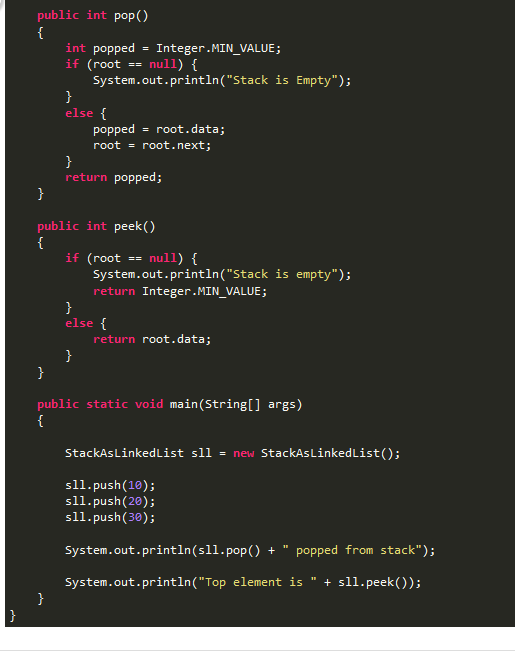 public int pop()
{
int popped = Integer.MIN_VALUE;
if (root == null) {
System.out.println("Stack is Empty");
}
else {
popped = root.data;
root = root.next;
}
return popped;
}
public int peek()
{
if (root == null) {
System.out.println("Stack is empty");
return Integer.MIN_VALUE;
}
else {
return root.data;
}
}
public static void main(String[] args)
{
StackAsLinkedList sll = new StackAsLinkedList();
sll.push(10);
sll.push(20);
sll.push(30);
System.out.println(sll.pop() + " popped from stack");
System.out.println("Top element is " + sll.peek());
}
}